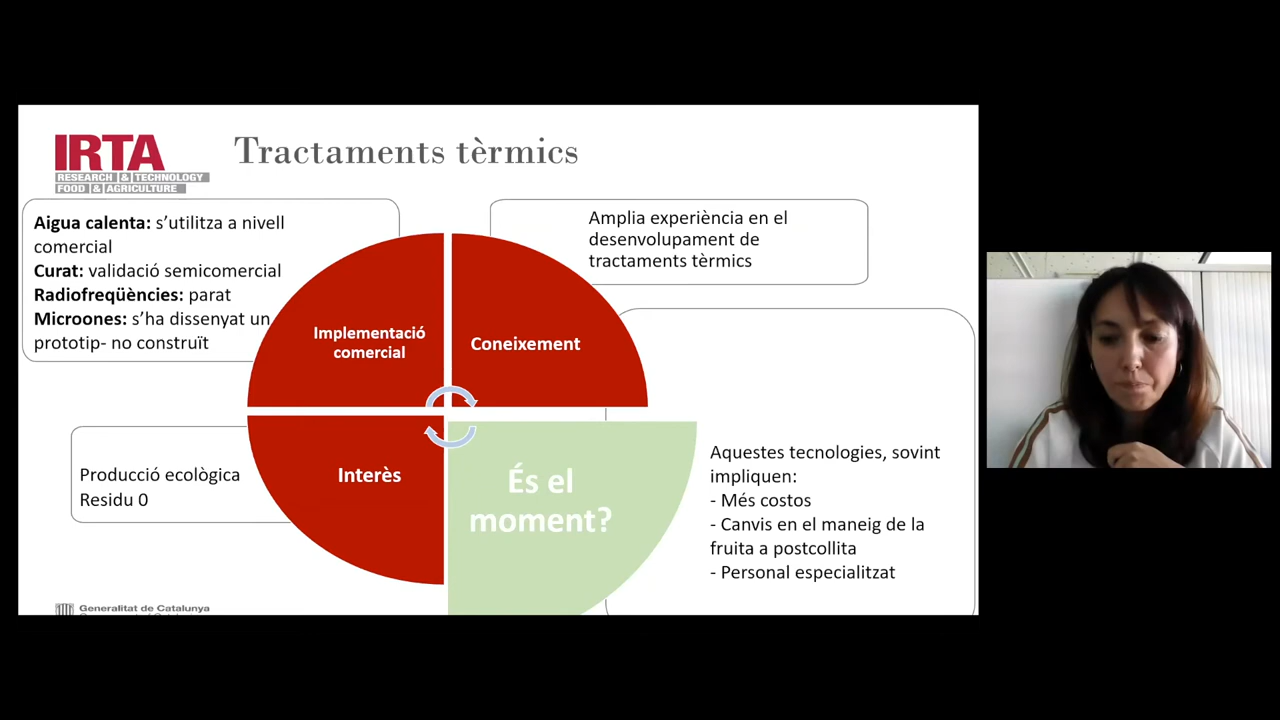 IRTA
RESEARCH & TECHNOLOGY
FOOD & AGRICULTURE
Tractaments tèrmics
Aigua calenta: s’utilitza a nivell
comercial
Curat: validació semicomercial
Radiofreqüències: parat
Microones: s’ha dissenyat un
prototip- no construït
Amplia experiència en el
desenvolupament de
tractaments tèrmics
Implementació
comercial
Coneixement
Interès
És el
moment?
Producció ecològica
Residu 0
Aquestes tecnologies, sovint
impliquen:
- Més costos
- Canvis en el maneig de la
fruita a postcollita
- Personal especialitzat
Generalitat de Catalunya